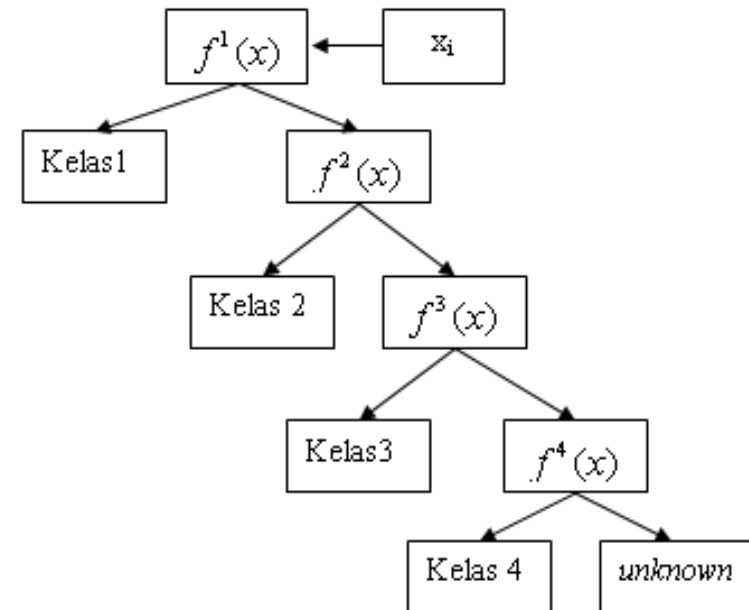 f¹(x)
xᵢ
Kelas1
f²(x)
Kelas 2
f³(x)
Kelas3
f⁴(x)
Kelas 4
unknown